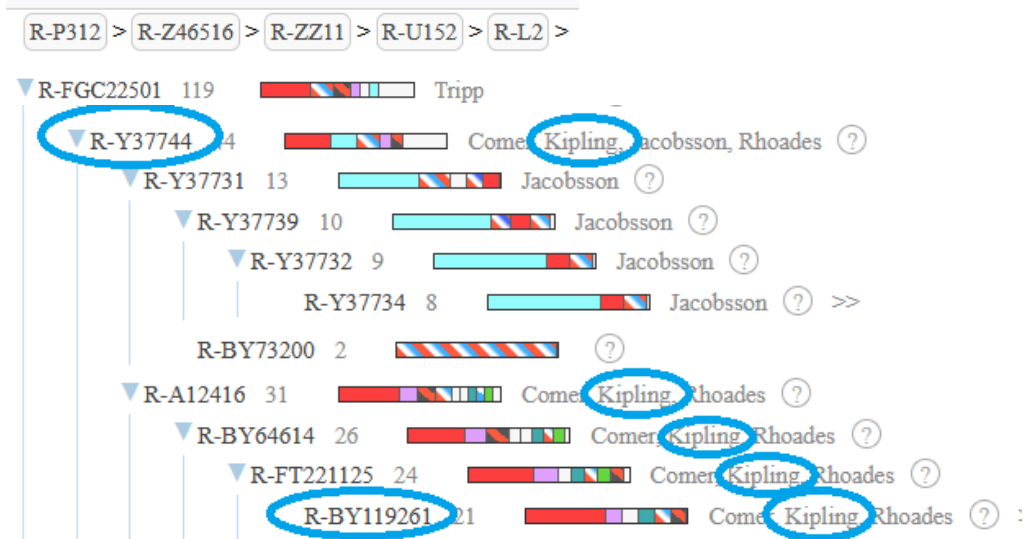 R-P312 > R-Z46516 > R-ZZ11 > R-U152 > R-L2 >
R-FGC22501 119 Tripp
R-Y37744 Kipling, Jacobsson, Rhoades ?
R-Y37731 13 Jacobsson ?
R-Y37739 10 Jacobsson ?
R-Y37732 9 Jacobsson ?
R-Y37734 8 Jacobsson ? >>
R-BY73200 2 ?
R-A12416 31 Comer, Kipling, Rhoades ?
R-BY64614 26 Comer, Kipling, Rhoades ?
R-FT221125 24 Comer, Kipling, Rhoades ?
R-BY119261 21 Comer, Kipling, Rhoades ?